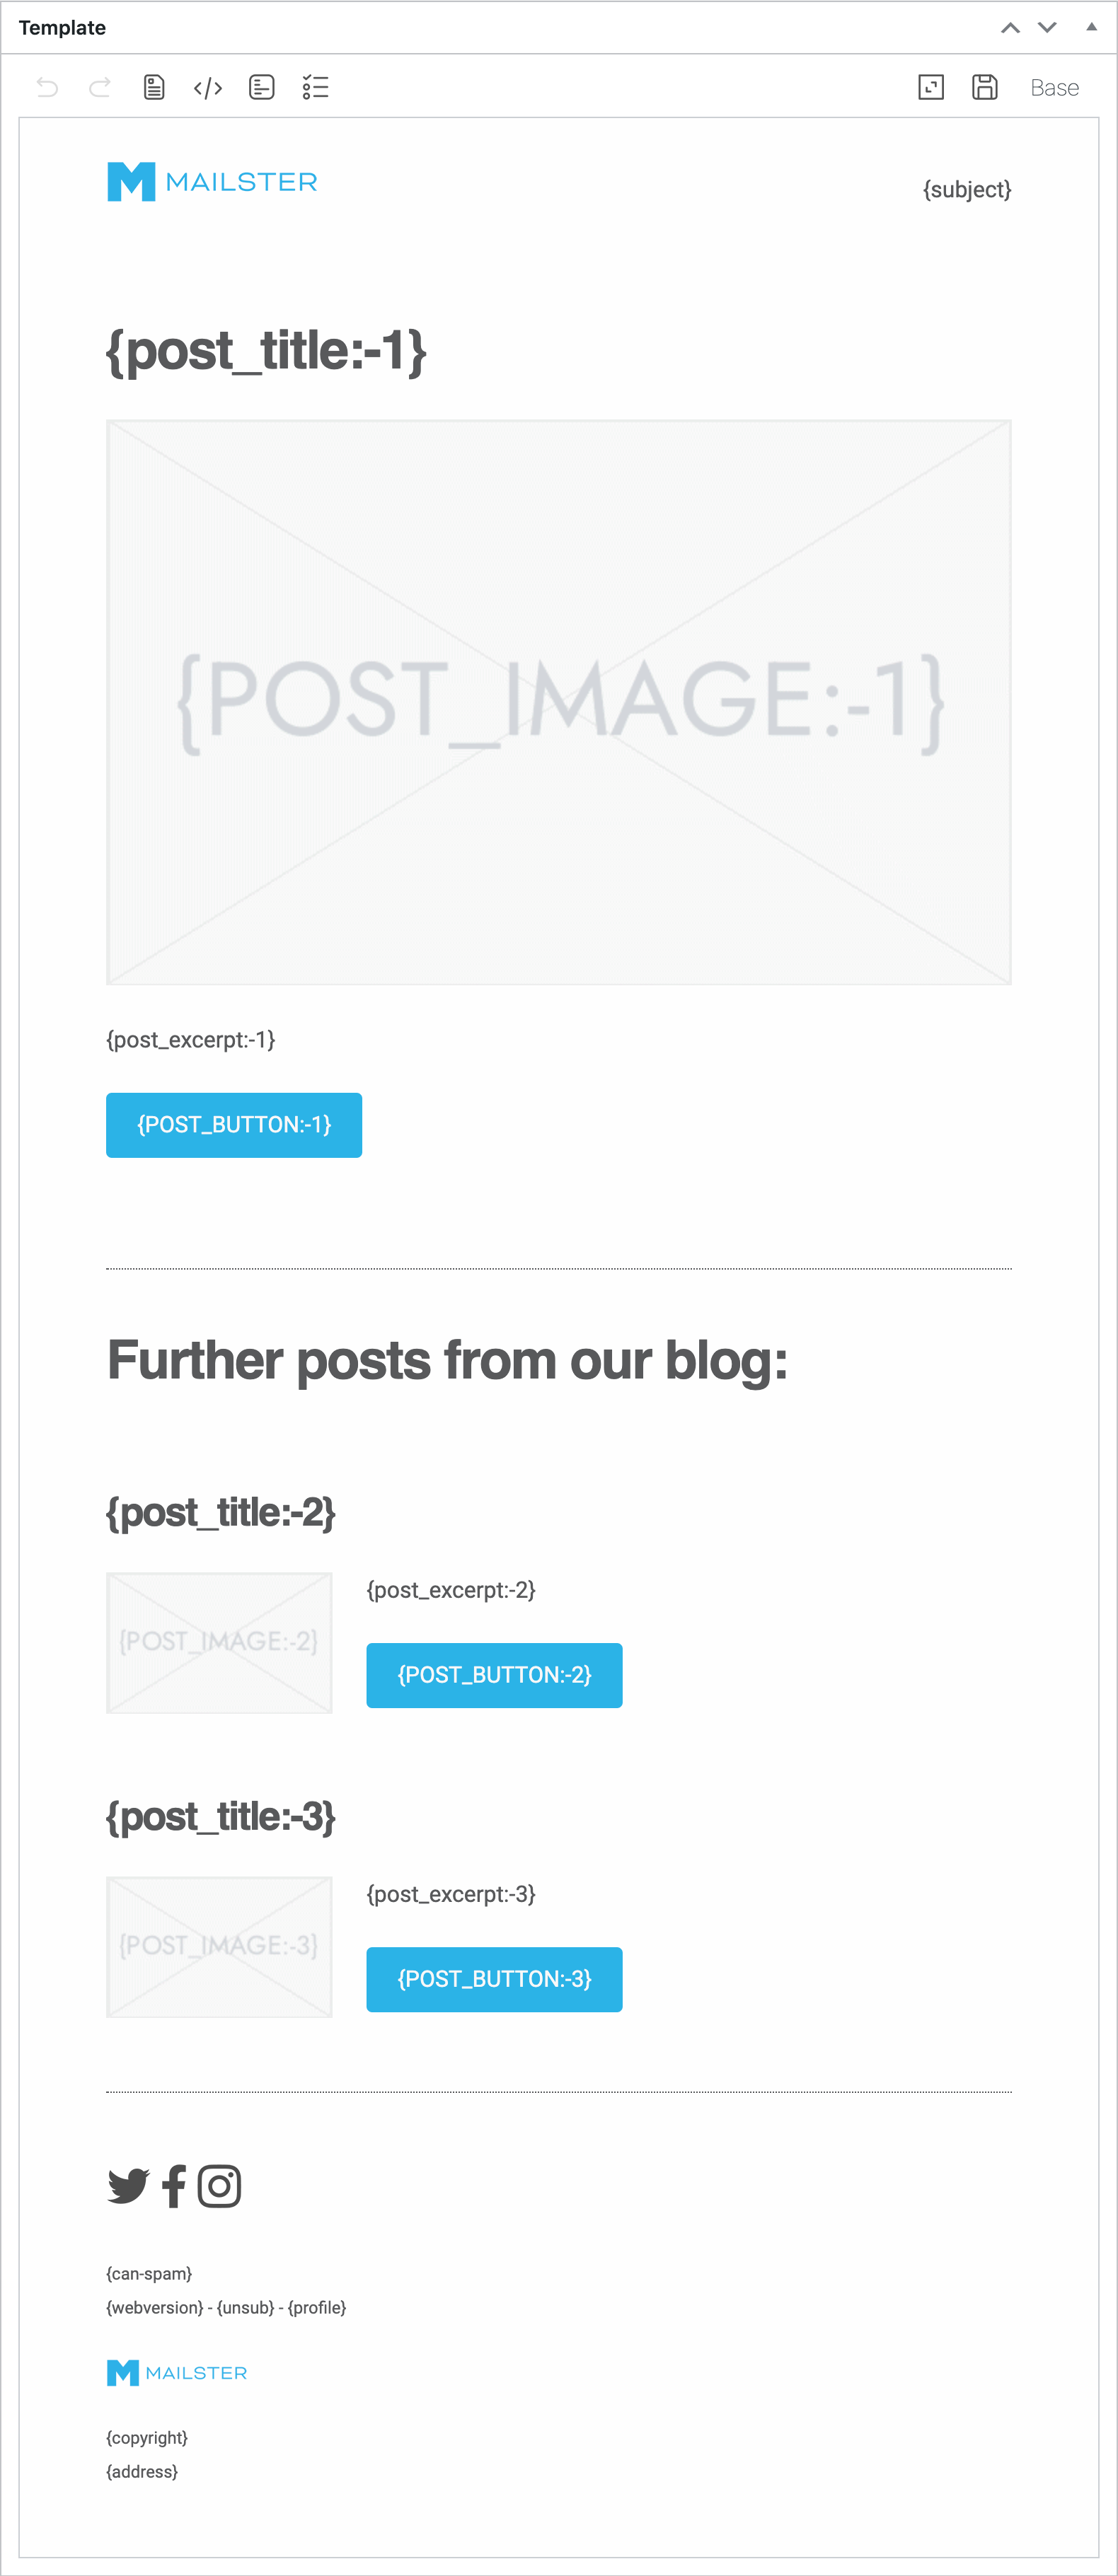 Template
Base
MAILSTER
{subject}
{post_title:-1}
{POST_IMAGE:-1}
{post_excerpt:-1}
{POST_BUTTON:-1}
Further posts from our blog:
{post_title:-2}
{POST_IMAGE:-2}
{post_excerpt:-2}
{POST_BUTTON:-2}
{post_title:-3}
{POST_IMAGE:-3}
{post_excerpt:-3}
{POST_BUTTON:-3}
{can-spam}
{webversion} - {unsub} - {profile}
MAILSTER
{copyright}
{address}